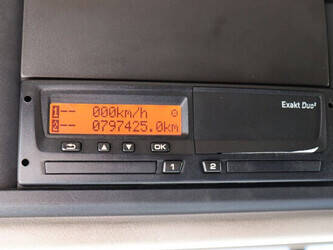 1-- 000km/h
2-- 0797425.0km
Exakt Duo²
OK
1 2